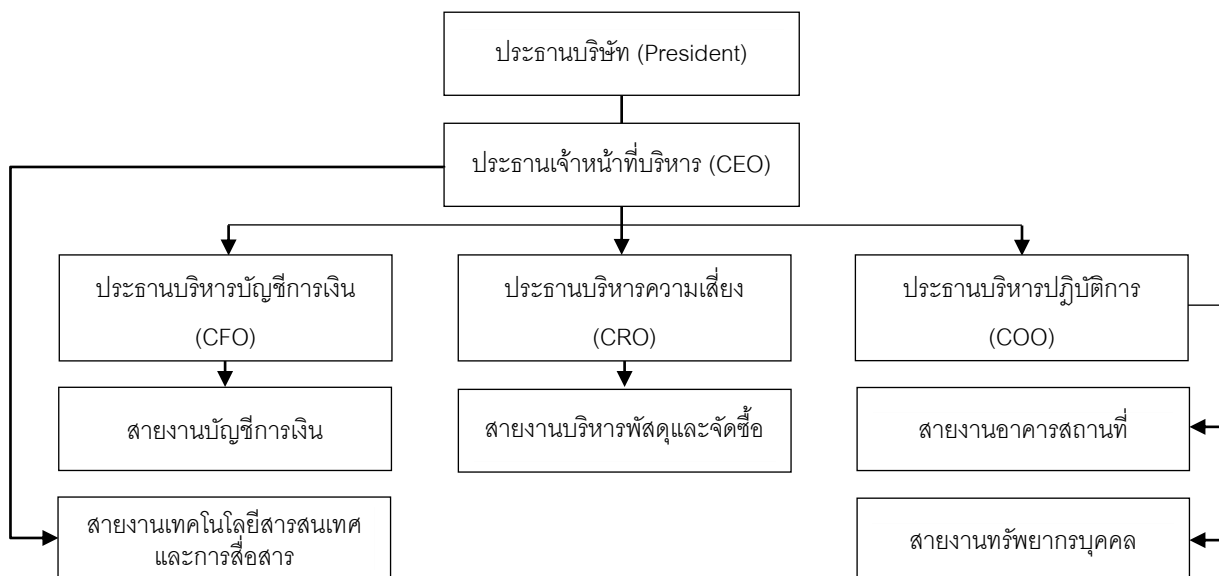 ประธานบริษัท (President)
ประธานเจ้าหน้าที่บริหาร (CEO)
ประธานบริหารบัญชีการเงิน
(CFO)
ประธานบริหารความเสี่ยง
(CRO)
ประธานบริหารปฏิบัติการ
(COO)
สายงานบัญชีการเงิน
สายงานบริหารพัสดุและจัดซื้อ
สายงานอาคารสถานที่
สายงานเทคโนโลยีสารสนเทศ
และการสื่อสาร
สายงานทรัพยากรบุคคล